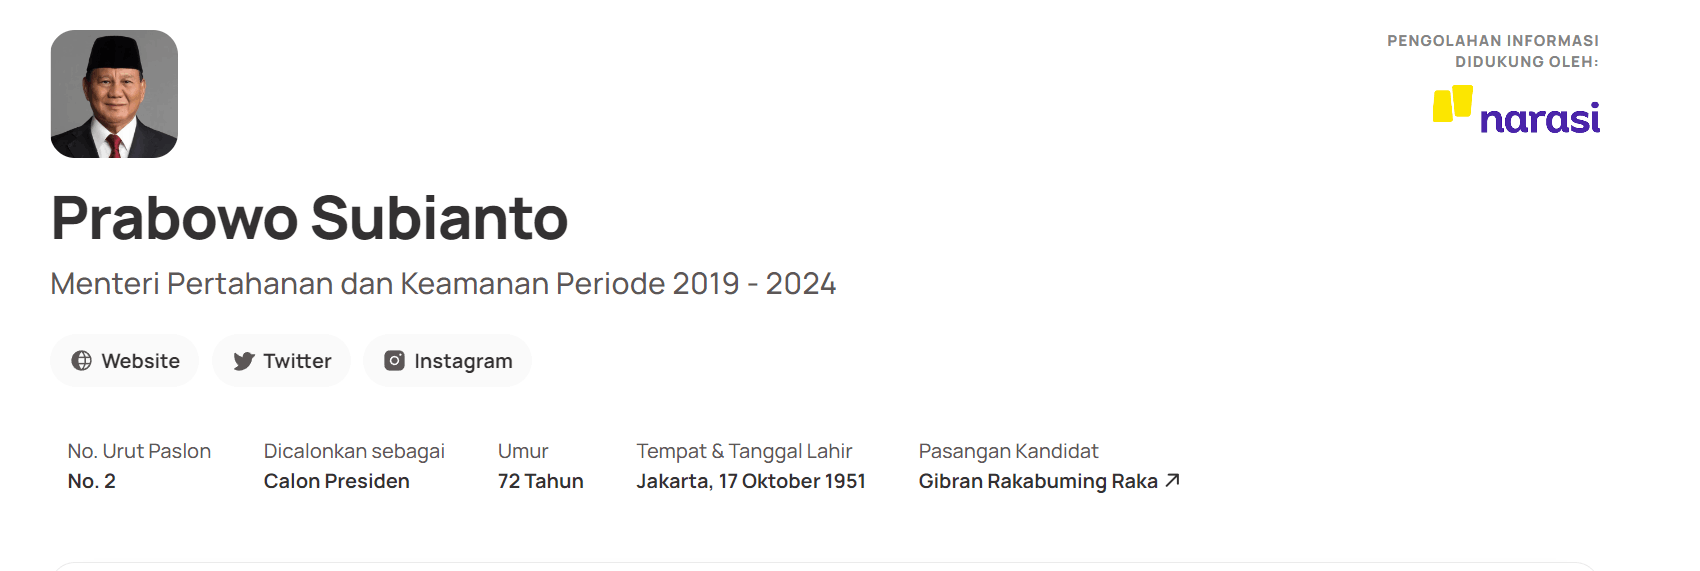 PENGOLAHAN INFORMASI
DIDUKUNG OLEH:
narasi
Prabowo Subianto
Menteri Pertahanan dan Keamanan Periode 2019 - 2024
Website Twitter Instagram
No. Urut Paslon
No. 2
Dicalonkan sebagai
Calon Presiden
Umur
72 Tahun
Tempat & Tanggal Lahir
Jakarta, 17 Oktober 1951
Pasangan Kandidat
Gibran Rakabuming Raka